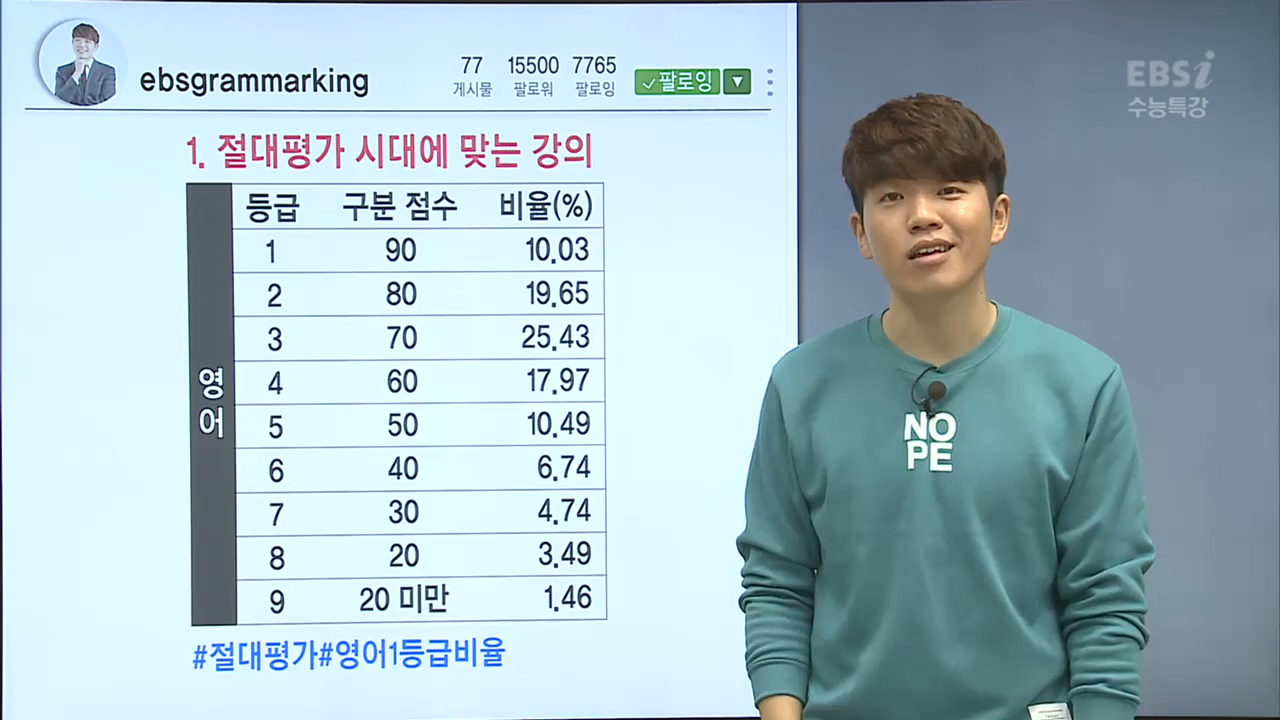 ebsgrammarking
77 15500 7765
게시물 팔로워 팔로잉
✓팔로잉 ▼
EBSi
수능특강
1. 절대평가 시대에 맞는 강의
영어
등급 구분 점수 비율(%)
1 90 10.03
2 80 19.65
3 70 25.43
4 60 17.97
5 50 10.49
6 40 6.74
7 30 4.74
8 20 3.49
9 20 미만 1.46
#절대평가#영어1등급비율
NO
PE